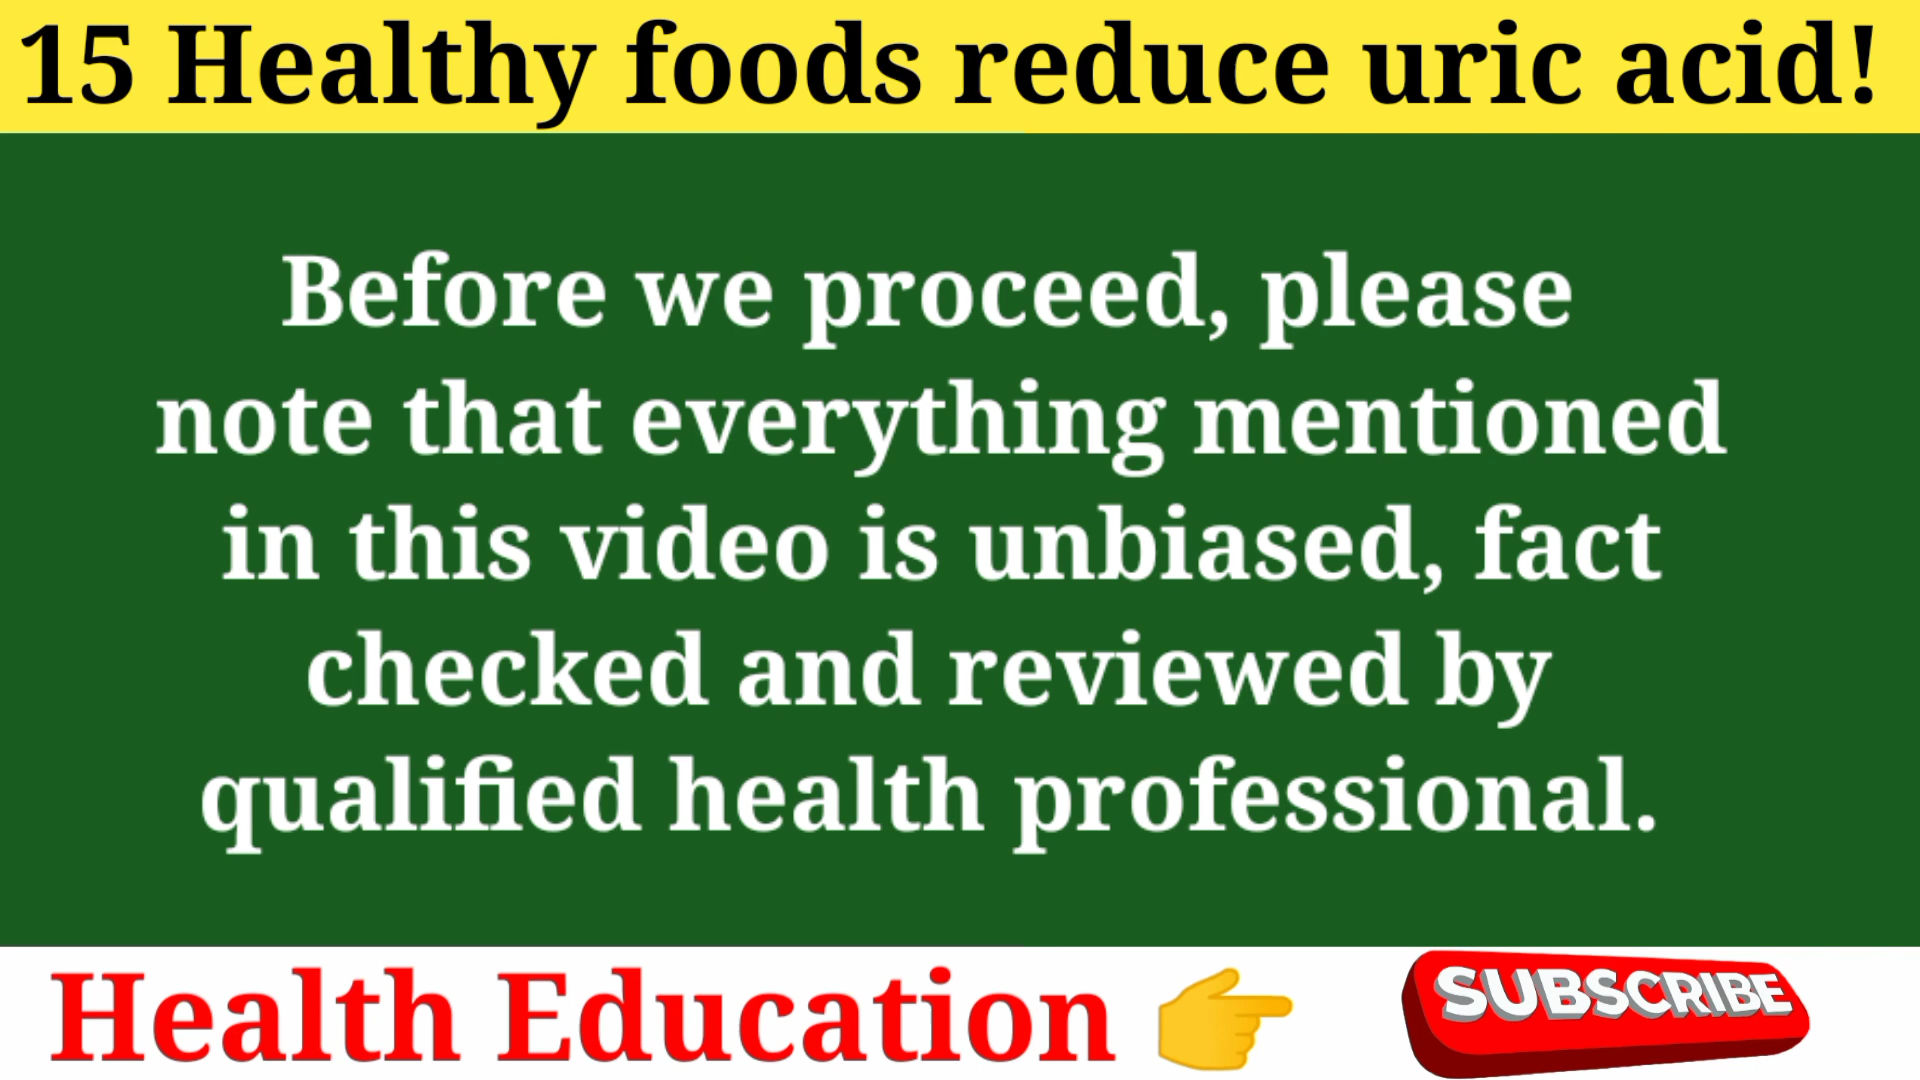 15 Healthy foods reduce uric acid!
Before we proceed, please
note that everything mentioned
in this video is unbiased, fact
checked and reviewed by
qualified health professional.
Health Education 👉 SUBSCRIBE